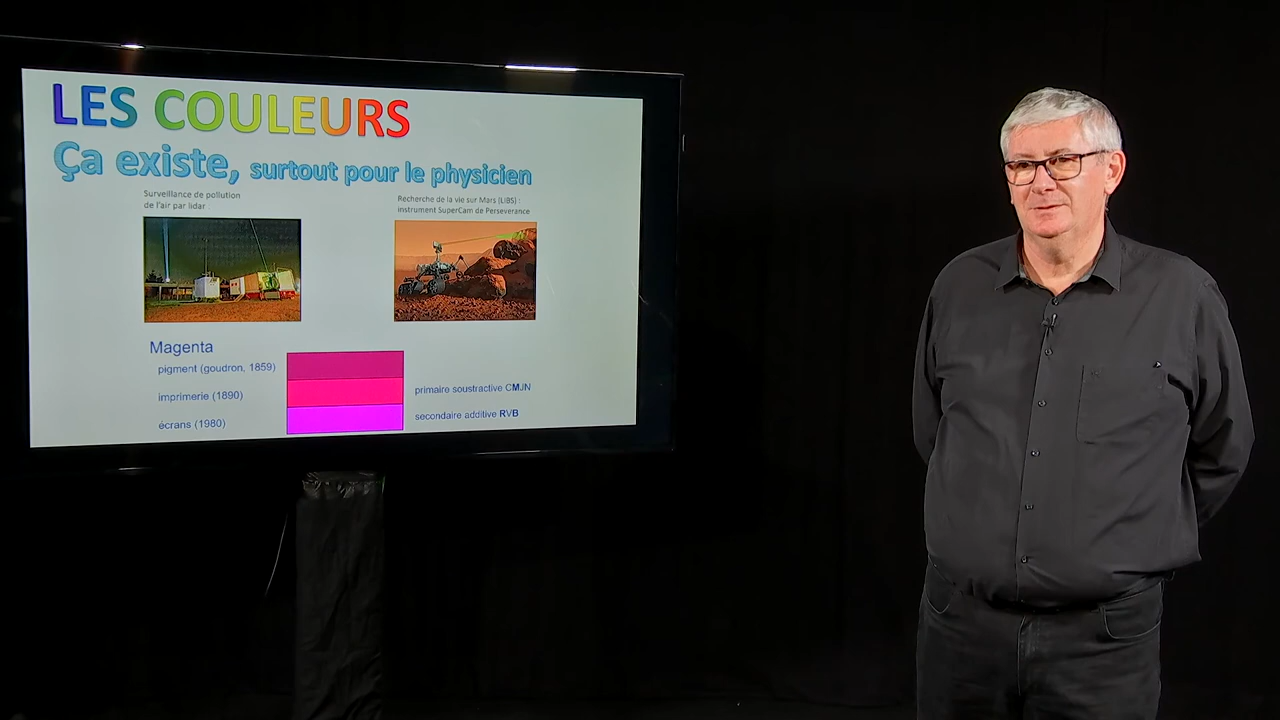 LES COULEURS
Ça existe, surtout pour le physicien
Surveillance de pollution
de l'air par lidar
Recherche de la vie sur Mars (LIBS) :
instrument SuperCam de Perseverance
Magenta
pigment (goudron, 1859)
imprimerie (1890)
primaire soustractive CMJN
écrans (1980)
secondaire additive RVB